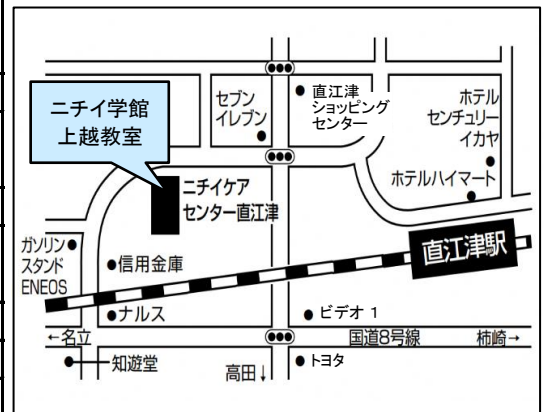 ニチイ学館
上越教室
セブン
イレブン
直江津
ショッピング
センター
ホテル
センチュリー
イカヤ
ホテルハイマート
ニチイケア
センター直江津
直江津駅
ガソリン
スタンド
ENEOS
信用金庫
ナルス
ビデオ 1
←名立
国道8号線
柿崎→
知遊堂
高田↓
トヨタ